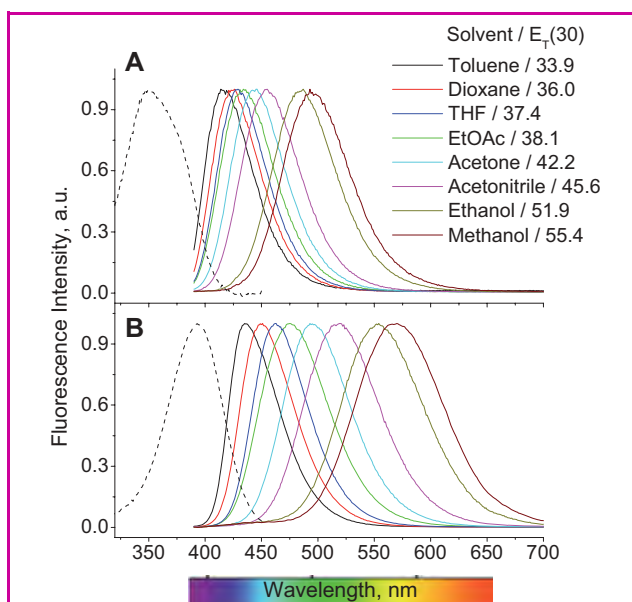 Solvent / E_T(30)
A
Toluene / 33.9
Dioxane / 36.0
THF / 37.4
EtOAc / 38.1
Acetone / 42.2
Acetonitrile / 45.6
Ethanol / 51.9
Methanol / 55.4
0.9
0.6
0.3
0.0
Fluorescence Intensity, a.u.
B
0.9
0.6
0.3
0.0
350 400 450 500 550 600 650 700
Wavelength, nm